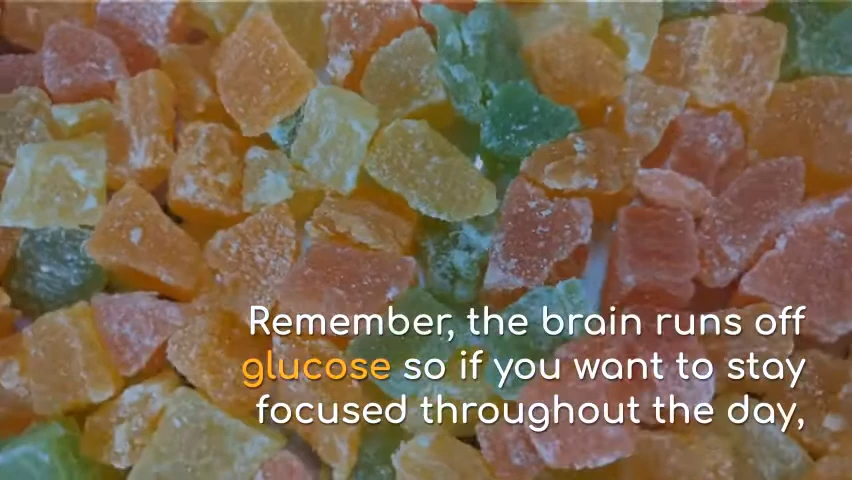 Remember, the brain runs off
glucose so if you want to stay
focused throughout the day,